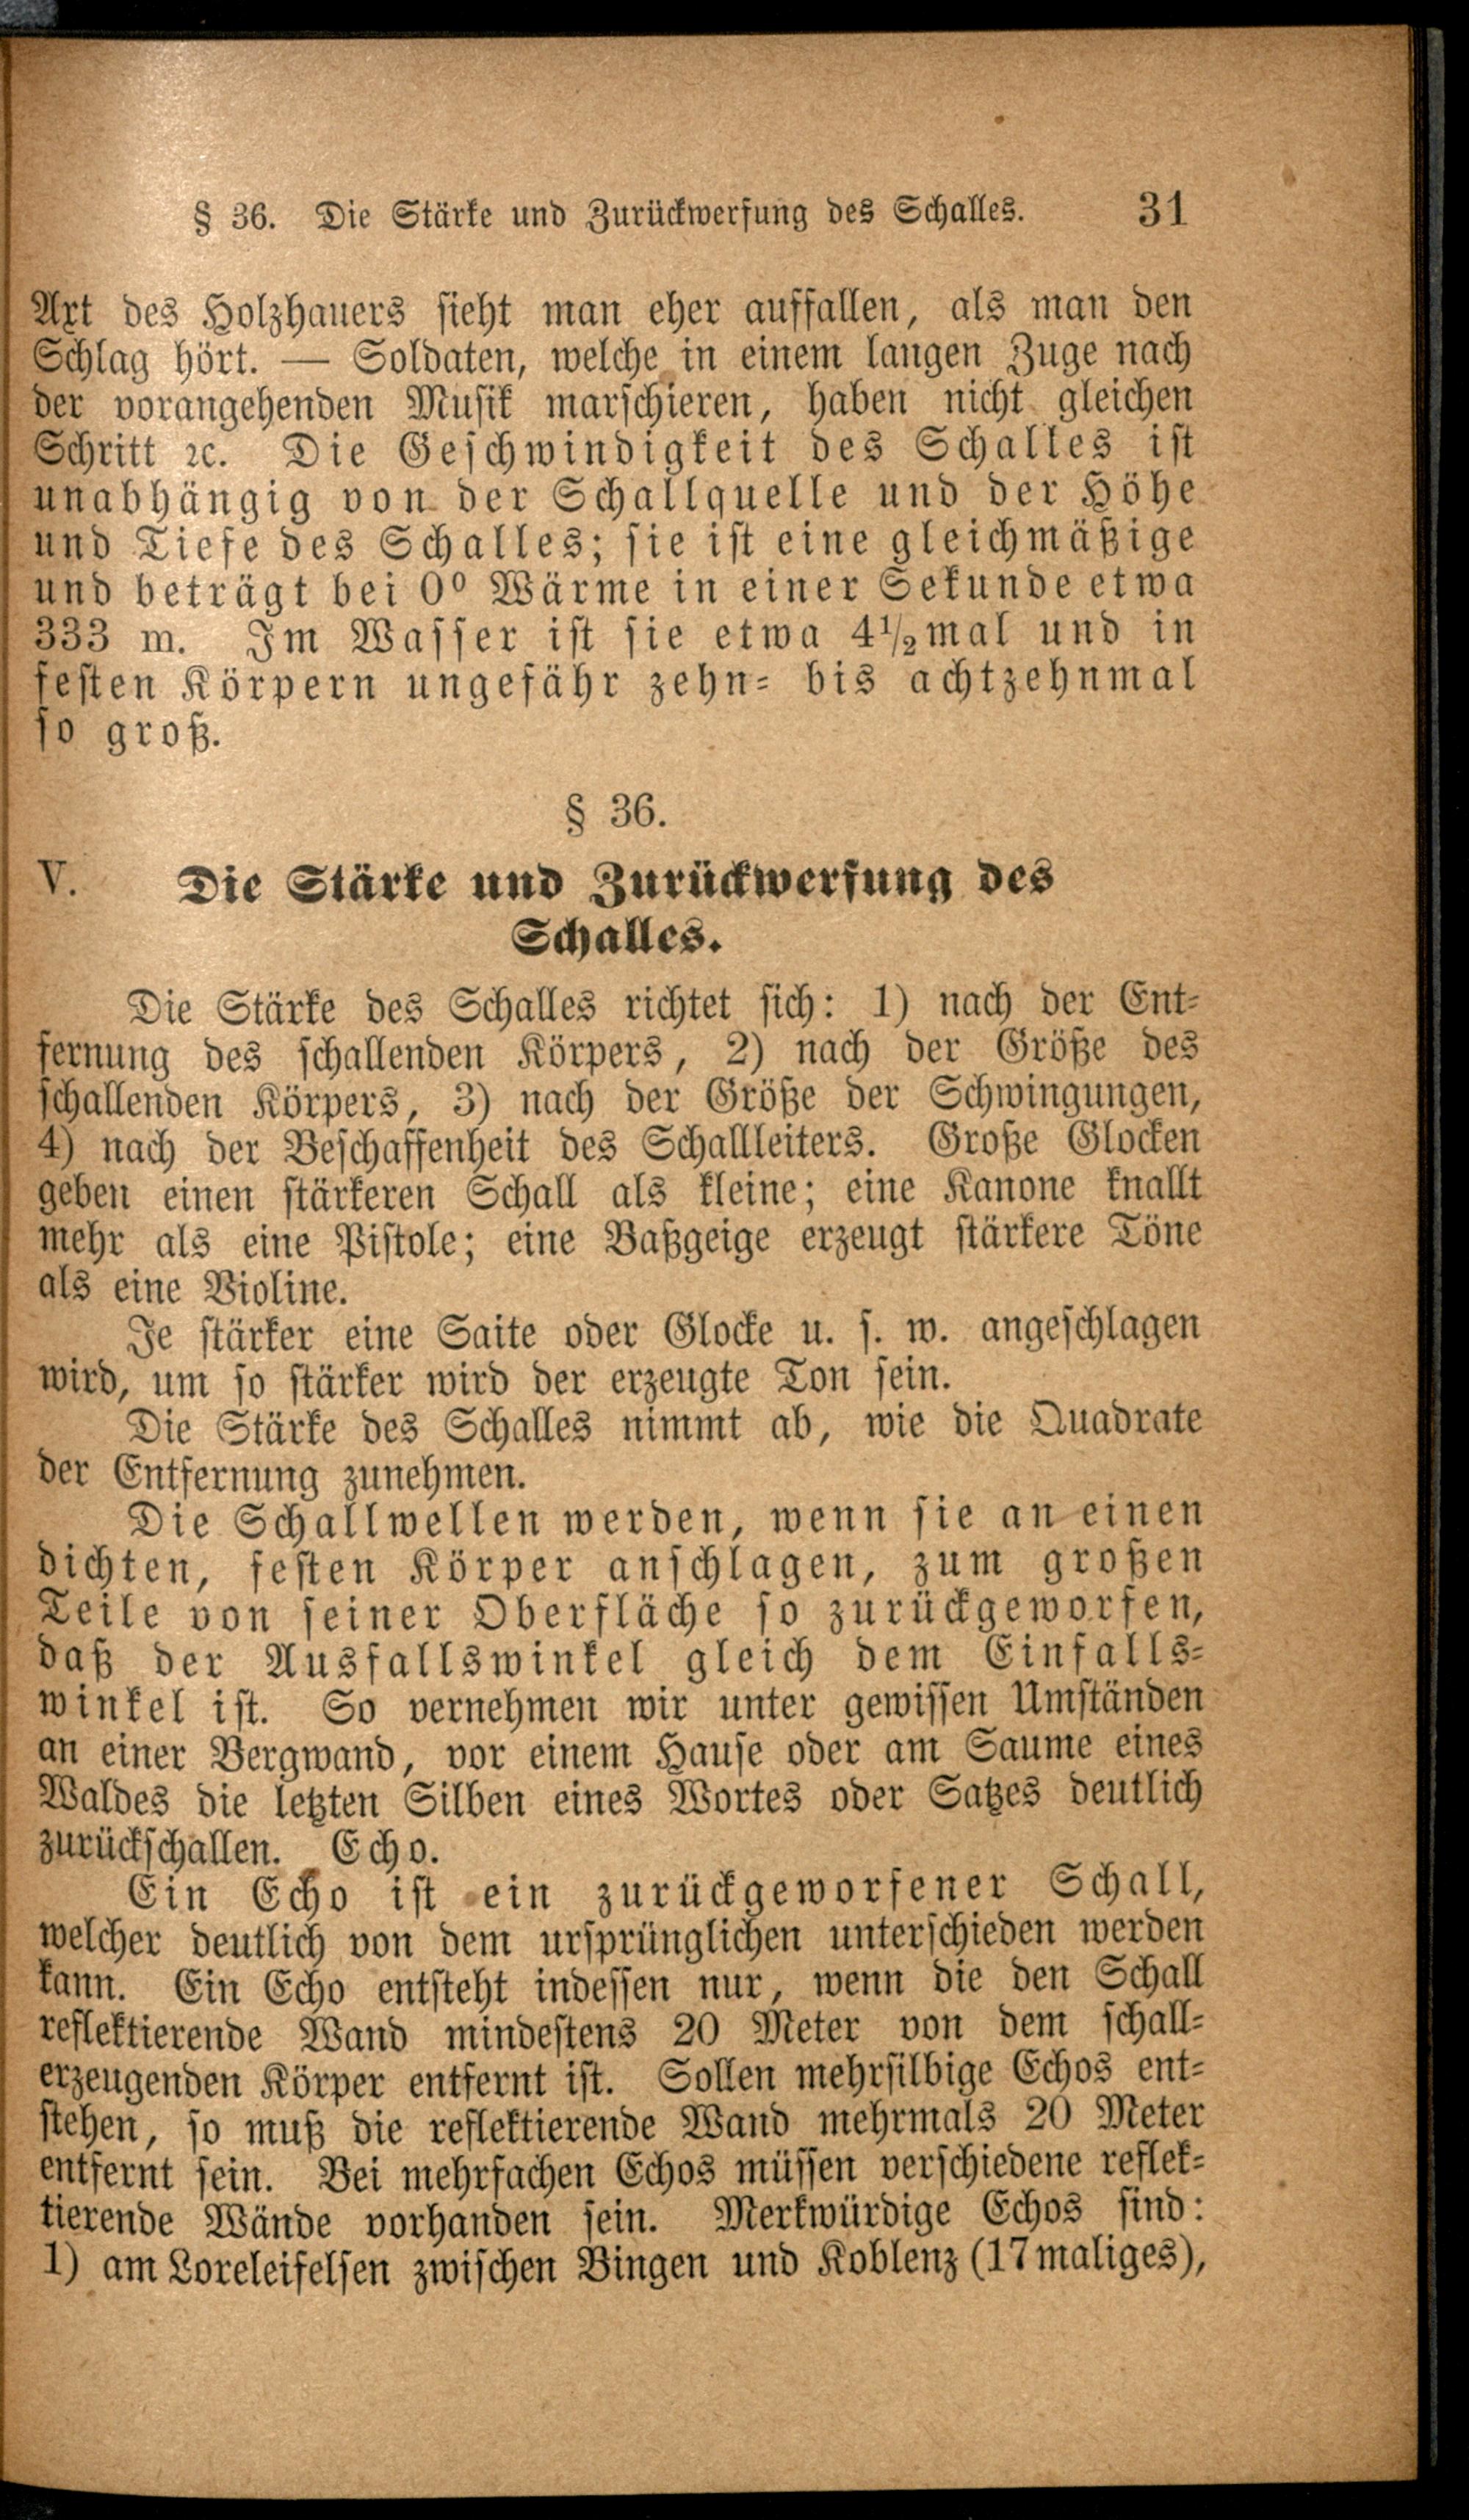 § 36. Die Stärke und Zurückwerfung des Schalles. 31
Axt des Holzhauers sieht man eher auffallen, als man den
Schlag hört. — Soldaten, welche in einem langen Zuge nach
der vorangehenden Musik marschieren, haben nicht gleichen
Schritt ꝛc. Die Geschwindigkeit des Schalles ist
unabhängig von der Schallquelle und der Höhe
und Tiefe des Schalles; sie ist eine gleichmäßige
und beträgt bei 0⁰ Wärme in einer Sekunde etwa
333 m. Im Wasser ist sie etwa 4½mal und in
festen Körpern ungefähr zehn- bis achtzehnmal
so groß.
§ 36.
V. Die Stärke und Zurückwerfung des
Schalles.
Die Stärke des Schalles richtet sich: 1) nach der Ent-
fernung des schallenden Körpers, 2) nach der Größe des
schallenden Körpers, 3) nach der Größe der Schwingungen,
4) nach der Beschaffenheit des Schallleiters. Große Glocken
geben einen stärkeren Schall als kleine; eine Kanone knallt
mehr als eine Pistole; eine Baßgeige erzeugt stärkere Töne
als eine Violine.
Je stärker eine Saite oder Glocke u. s. w. angeschlagen
wird, um so stärker wird der erzeugte Ton sein.
Die Stärke des Schalles nimmt ab, wie die Quadrate
der Entfernung zunehmen.
Die Schallwellen werden, wenn sie an einen
dichten, festen Körper anschlagen, zum großen
Teile von seiner Oberfläche so zurückgeworfen,
daß der Ausfallswinkel gleich dem Einfalls-
winkel ist. So vernehmen wir unter gewissen Umständen
an einer Bergwand, vor einem Hause oder am Saume eines
Waldes die letzten Silben eines Wortes oder Satzes deutlich
zurückschallen. Echo.
Ein Echo ist ein zurückgeworfener Schall,
welcher deutlich von dem ursprünglichen unterschieden werden
kann. Ein Echo entsteht indessen nur, wenn die den Schall
reflektierende Wand mindestens 20 Meter von dem schall-
erzeugenden Körper entfernt ist. Sollen mehrsilbige Echos ent-
stehen, so muß die reflektierende Wand mehrmals 20 Meter
entfernt sein. Bei mehrfachen Echos müssen verschiedene reflek-
tierende Wände vorhanden sein. Merkwürdige Echos sind:
1) am Loreleifelsen zwischen Bingen und Koblenz (17maliges),